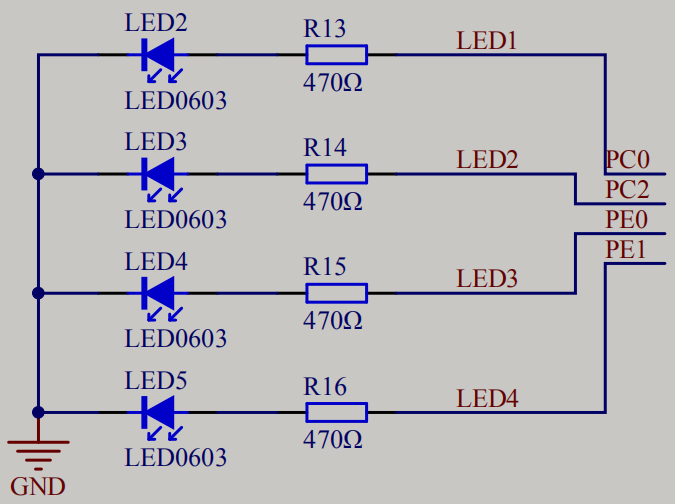 LED2
R13
LED1
LED0603
470Ω
LED3
R14
LED2
PC0
LED0603
470Ω
PC2
PE0
LED4
R15
LED3
PE1
LED0603
470Ω
LED5
R16
LED4
LED0603
470Ω
GND